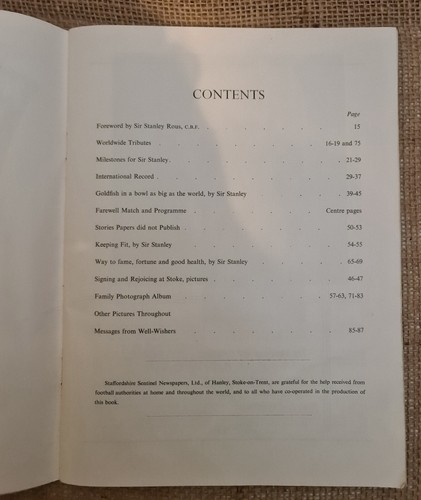 CONTENTS
Page
Foreword by Sir Stanley Rous, C.B.E. . . . . . . 15
Worldwide Tributes . . . . . . 16-19 and 75
Milestones for Sir Stanley . . . . . . 21-29
International Record . . . . . . 29-37
Goldfish in a bowl as big as the world, by Sir Stanley . . . 39-45
Farewell Match and Programme . . . . . Centre pages
Stories Papers did not Publish . . . . . . 50-53
Keeping Fit, by Sir Stanley . . . . . . 54-55
Way to fame, fortune and good health, by Sir Stanley . . . 65-69
Signing and Rejoicing at Stoke, pictures . . . . . 46-47
Family Photograph Album . . . . . 57-63, 71-83
Other Pictures Throughout
Messages from Well-Wishers . . . . . . 85-87
Staffordshire Sentinel Newspapers, Ltd., of Hanley, Stoke-on-Trent, are grateful for the help received from
football authorities at home and throughout the world, and to all who have co-operated in the production of
this book.